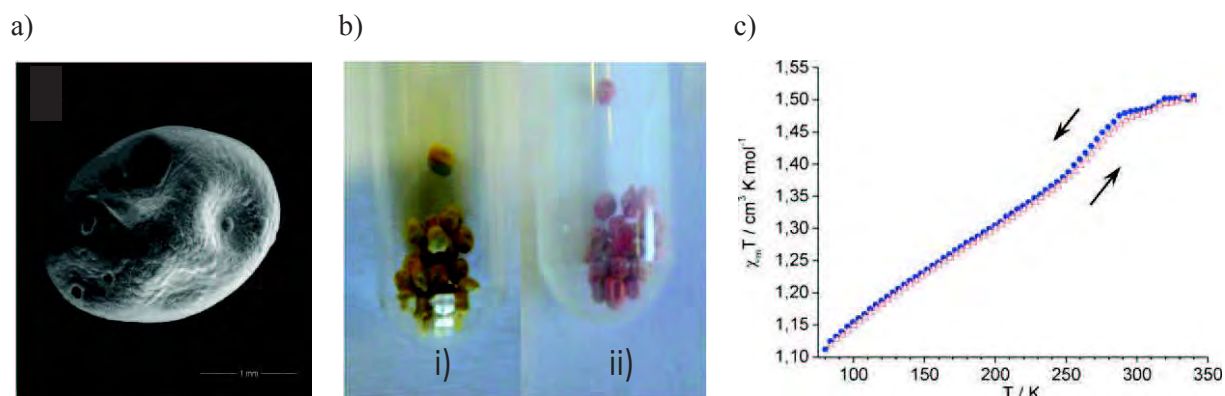 a)
b)
c)
1 mm
i)
ii)
1,55
1,50
1,45
1,40
1,35
1,30
1,25
1,20
1,15
1,10
χₘT / cm³ K mol⁻¹
100
150
200
250
300
350
T / K